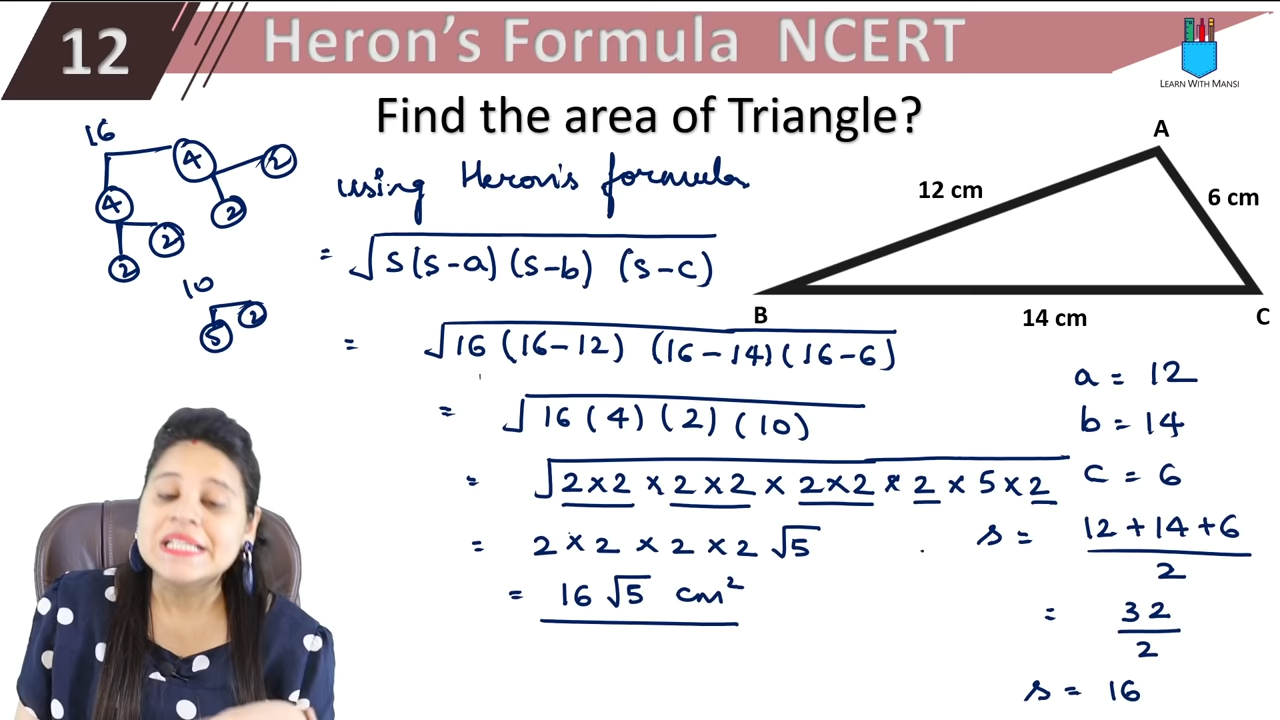 12
Heron's Formula NCERT
LEARN WITH MANSI
Find the area of Triangle?
16
4
2
4
2
2
2
10
5
2
using Heron's formula
= √S(S-a)(S-b) (S-c)
= √16 (16-12) (16-14)(16-6)
= √16(4)(2)(10)
= √2×2 × 2×2 × 2×2 × 2 × 5×2
= 2×2×2×2√5
= 16√5 cm²
A
12 cm
6 cm
B
14 cm
C
a = 12
b = 14
c = 6
s = 12+14+6
2
= 32
2
s = 16